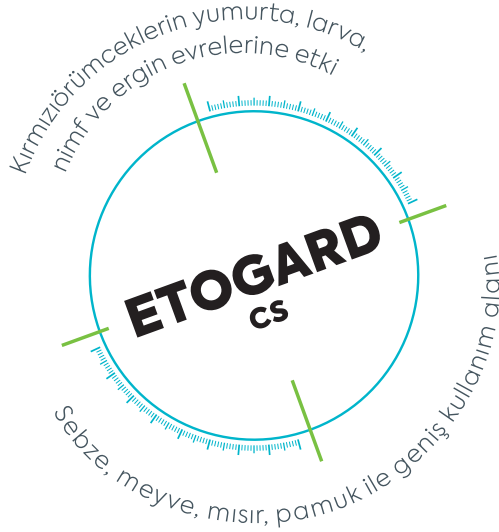 Kırmızıörümceklerin yumurta, larva,
nimf ve ergin evrelerine etki
ETOGARD
CS
Sebze, meyve, mısır, pamuk ile geniş kullanım alanı